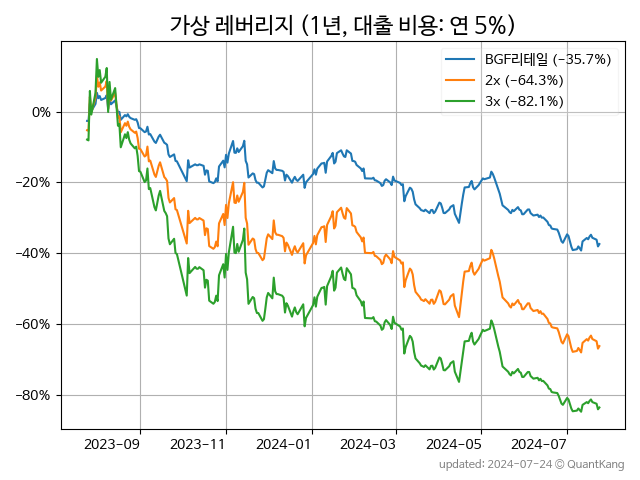 가상 레버리지 (1년, 대출 비용: 연 5%)
BGF리테일 (−35.7%)
2x (−64.3%)
3x (−82.1%)
0%
−20%
−40%
−60%
−80%
2023-09 2023-11 2024-01 2024-03 2024-05 2024-07
updated: 2024-07-24 © QuantKang